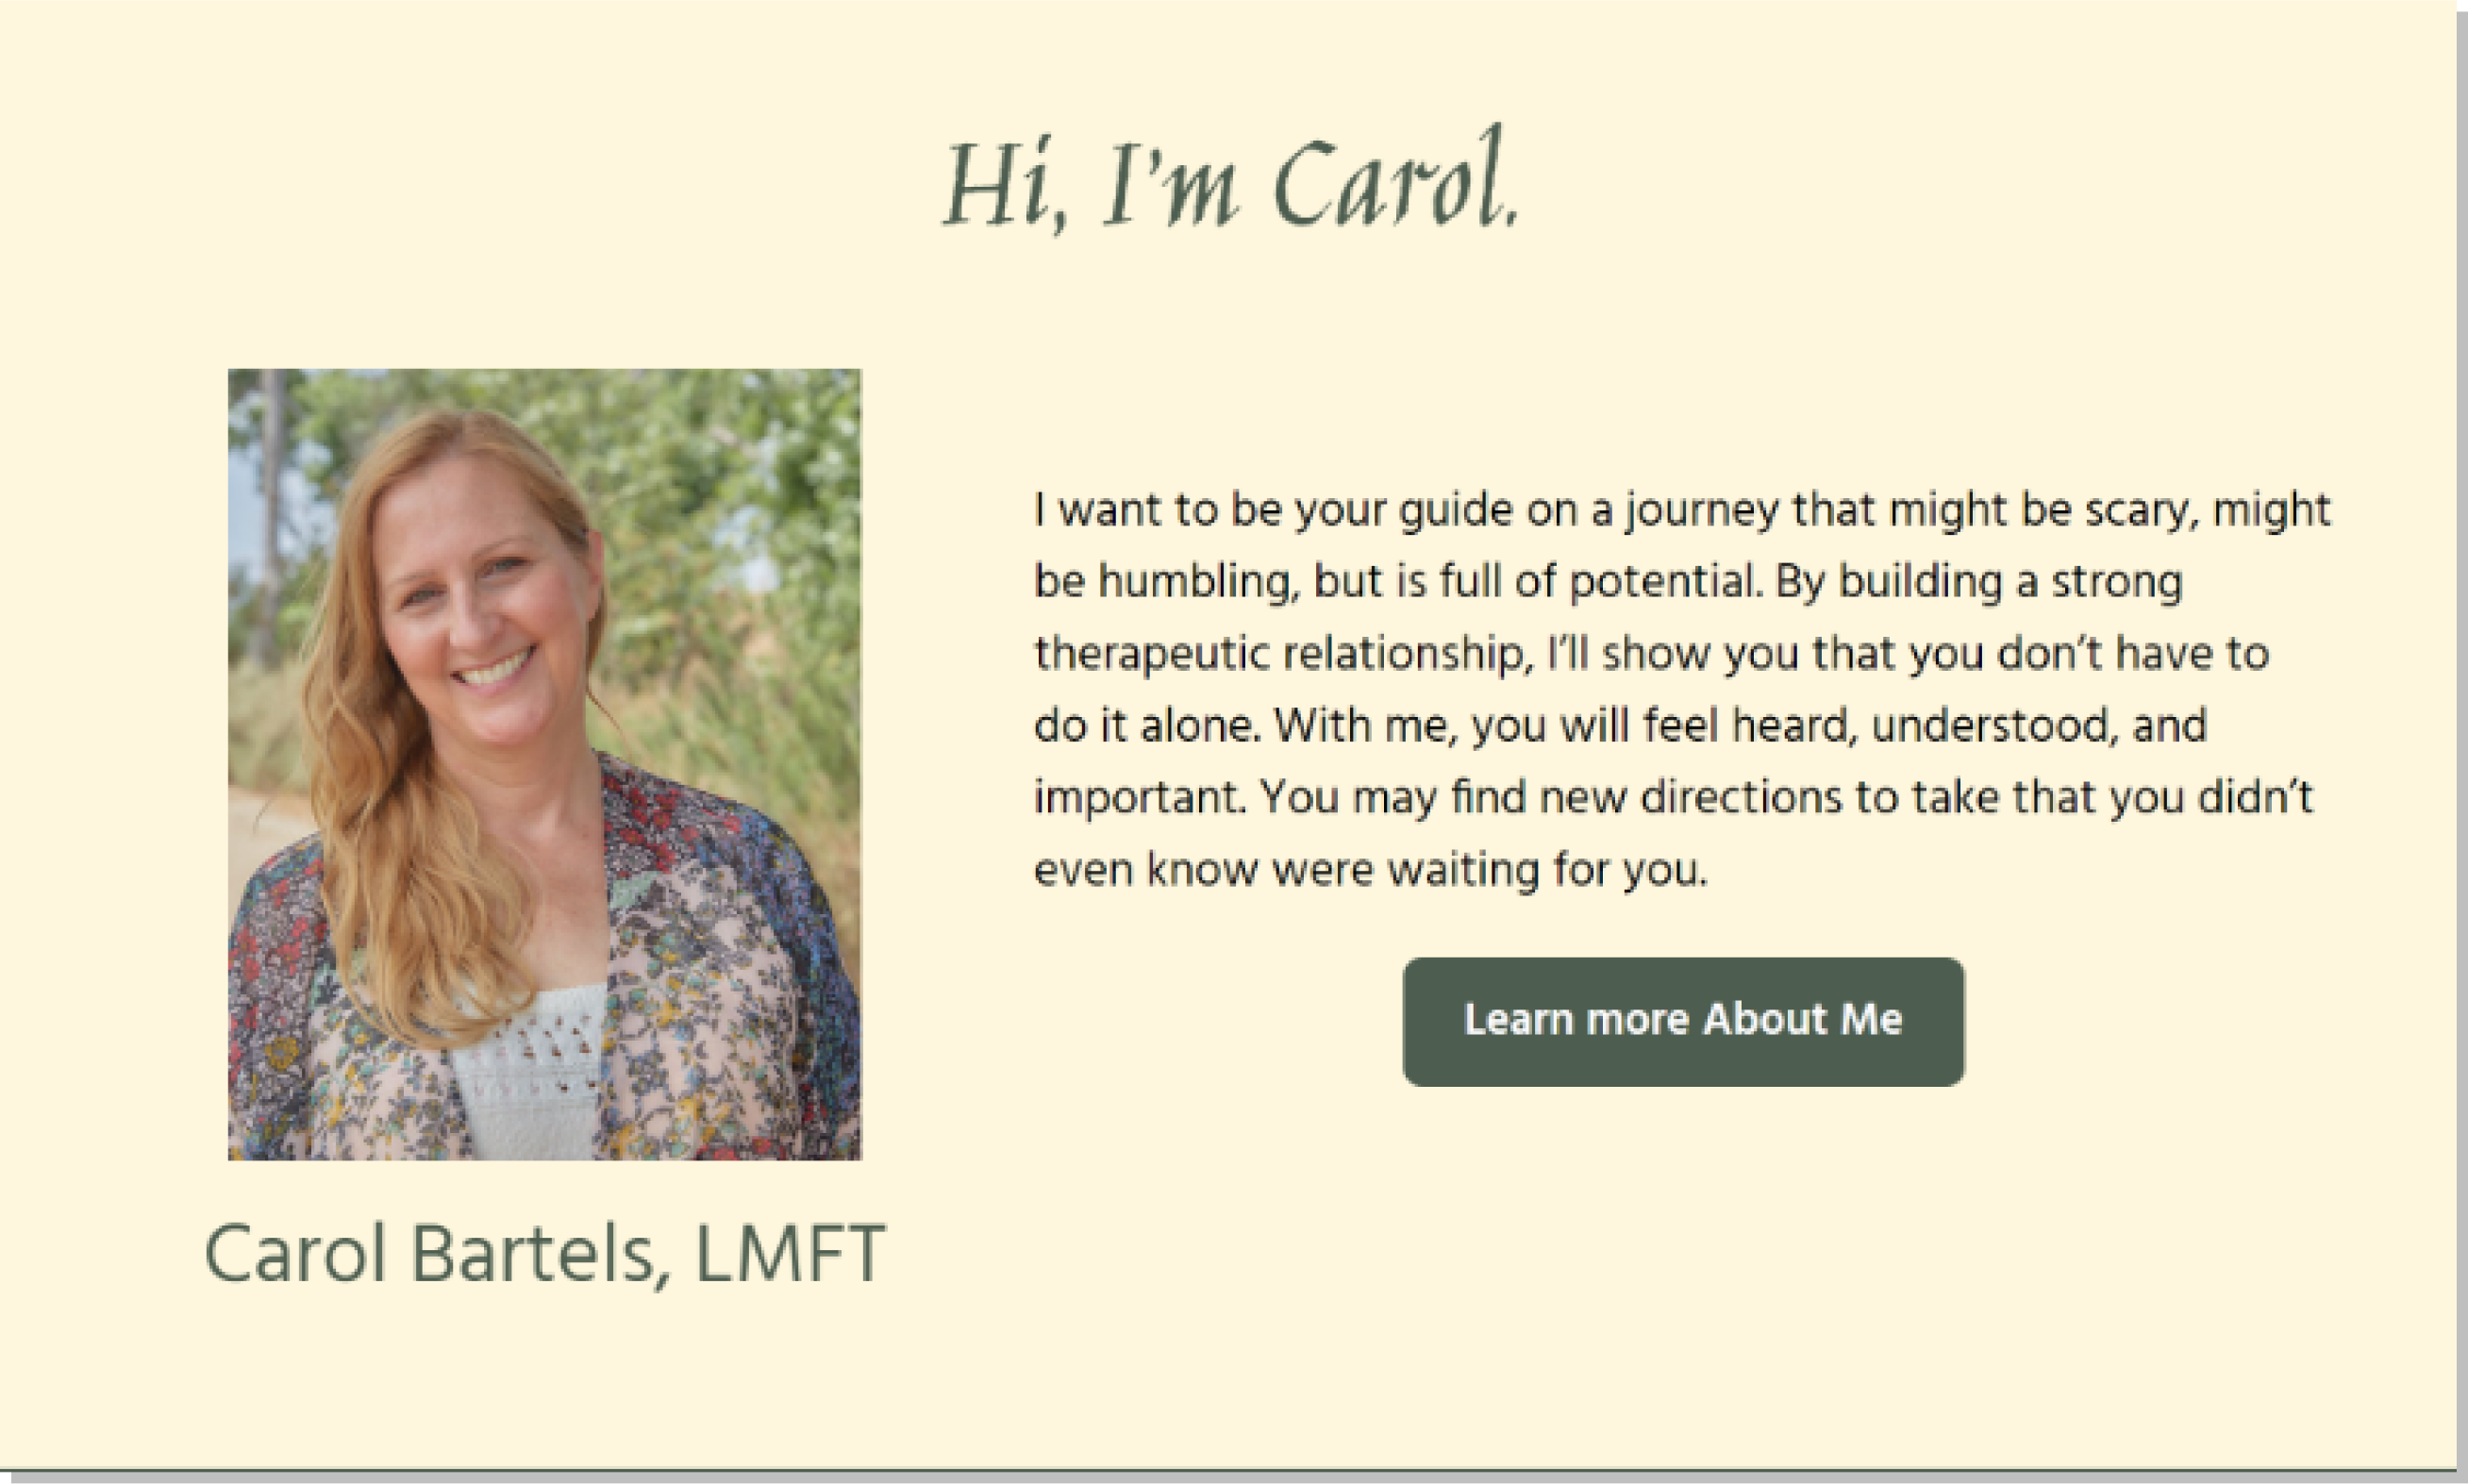 Hi, I’m Carol.
I want to be your guide on a journey that might be scary, might
be humbling, but is full of potential. By building a strong
therapeutic relationship, I’ll show you that you don’t have to
do it alone. With me, you will feel heard, understood, and
important. You may find new directions to take that you didn’t
even know were waiting for you.
Learn more About Me
Carol Bartels, LMFT